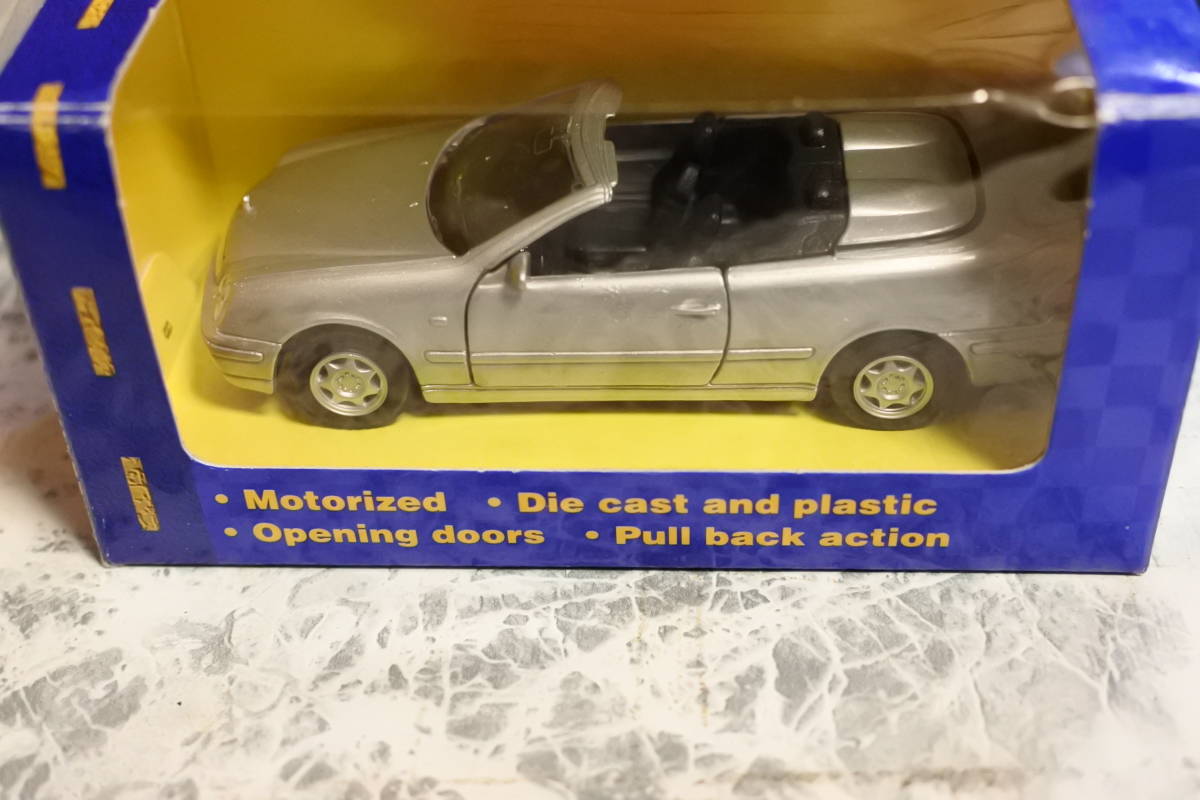 • Motorized • Die cast and plastic
• Opening doors • Pull back action